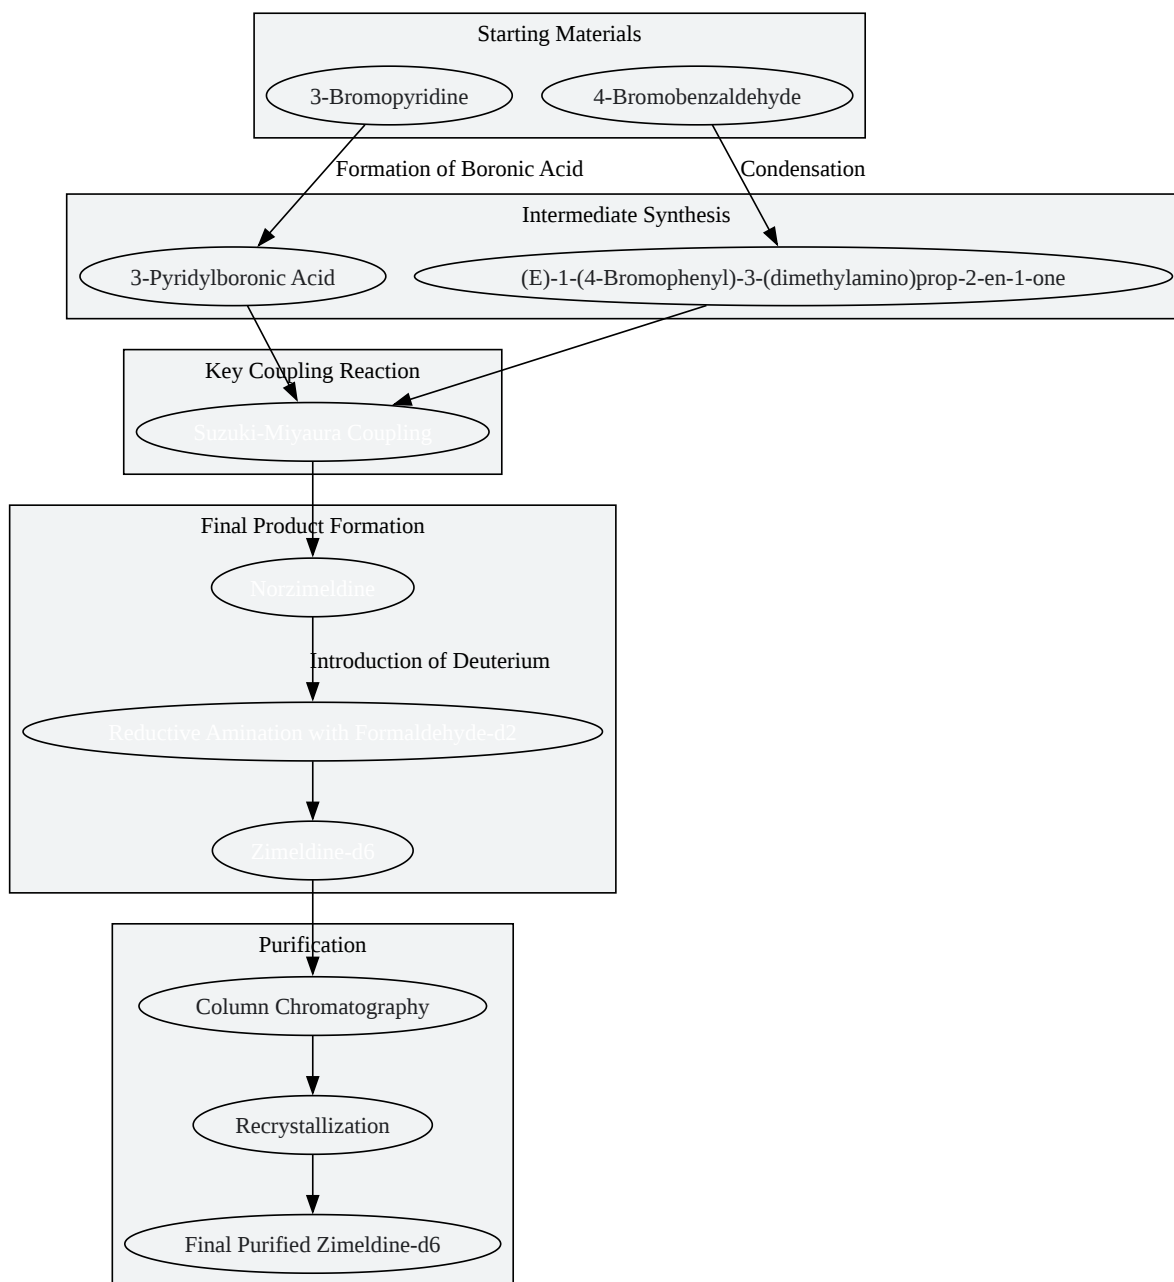 Starting Materials
3-Bromopyridine
4-Bromobenzaldehyde
Formation of Boronic Acid
Condensation
Intermediate Synthesis
3-Pyridylboronic Acid
(E)-1-(4-Bromophenyl)-3-(dimethylamino)prop-2-en-1-one
Key Coupling Reaction
Suzuki-Miyaura Coupling
Final Product Formation
Norzimeldine
Introduction of Deuterium
Reductive Amination with Formaldehyde-d2
Zimeldine-d6
Purification
Column Chromatography
Recrystallization
Final Purified Zimeldine-d6